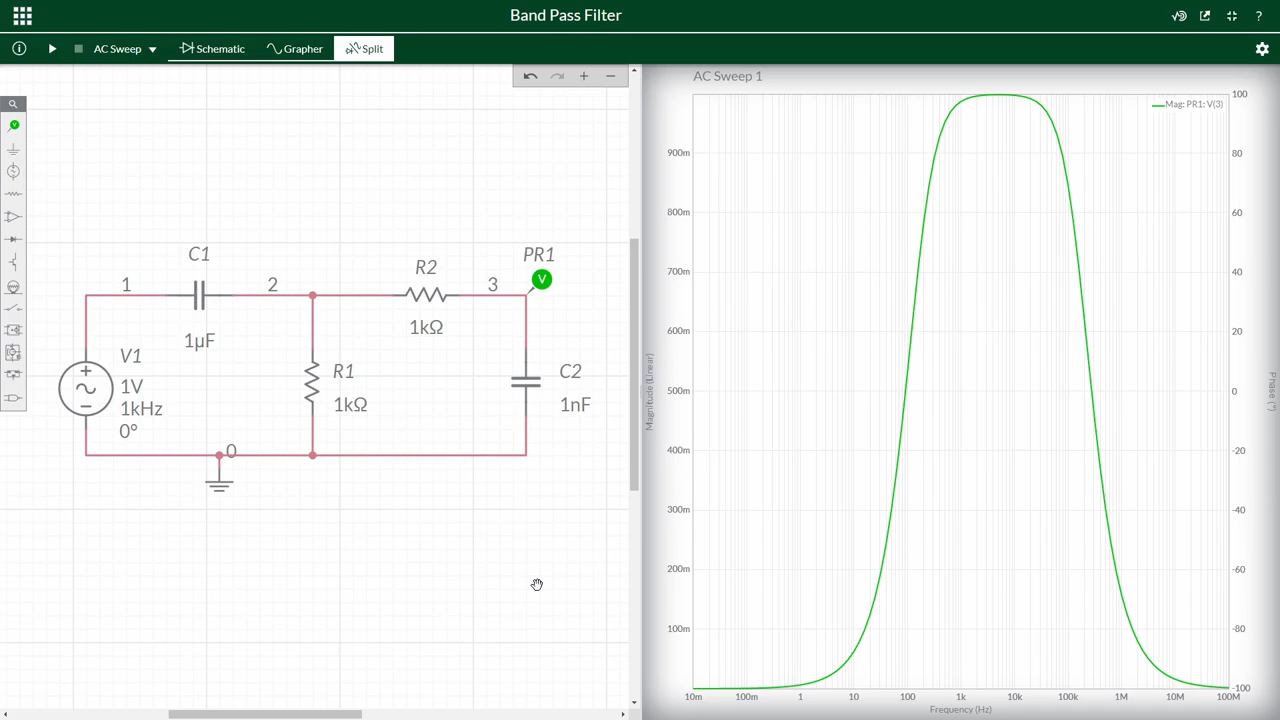 Band Pass Filter
?
AC Sweep
Schematic
Grapher
Split
AC Sweep 1
Mag: PR1: V(3)
C1
1
2
1µF
R2
3
1kΩ
PR1
V
V1
1V
1kHz
0°
R1
1kΩ
C2
1nF
0
900m
800m
700m
600m
500m
400m
300m
200m
100m
Magnitude (Linear)
100
80
60
40
20
0
-20
-40
-60
-80
-100
Phase (°)
10m 100m 1 10 100 1k 10k 100k 1M 10M 100M
Frequency (Hz)